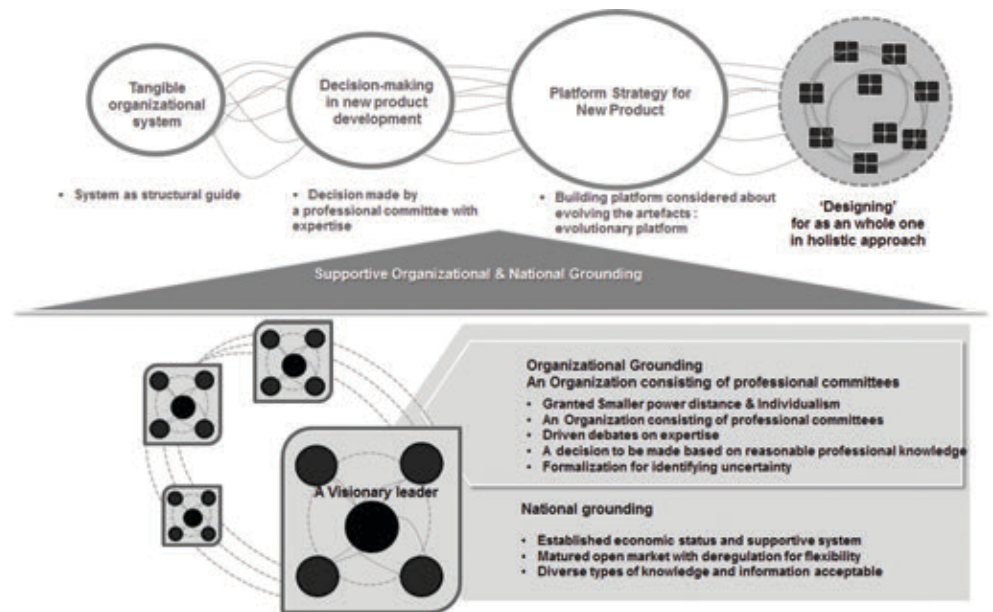 Tangible
organizational
system
Decision-making
in new product
development
Platform Strategy for
New Product
• System as structural guide
• Decision made by
a professional committee with
expertise
• Building platform considered about
evolving the artefacts :
evolutionary platform
'Designing'
for as an whole one
in holistic approach
Supportive Organizational & National Grounding
A Visionary leader
Organizational Grounding
An Organization consisting of professional committees
• Granted Smaller power distance & Individualism
• An Organization consisting of professional committees
• Driven debates on expertise
• A decision to be made based on reasonable professional knowledge
• Formalization for identifying uncertainty
National grounding
• Established economic status and supportive system
• Matured open market with deregulation for flexibility
• Diverse types of knowledge and information acceptable